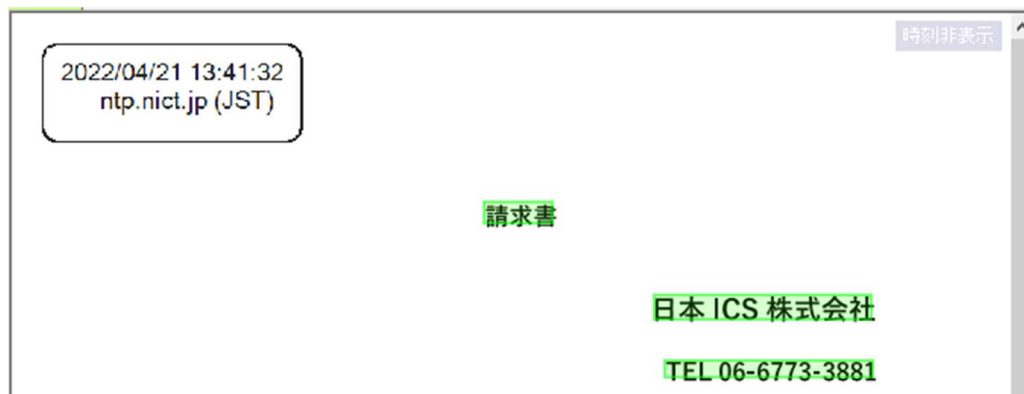 時刻非表示
2022/04/21 13:41:32
ntp.nict.jp (JST)
請求書
日本 ICS 株式会社
TEL 06-6773-3881